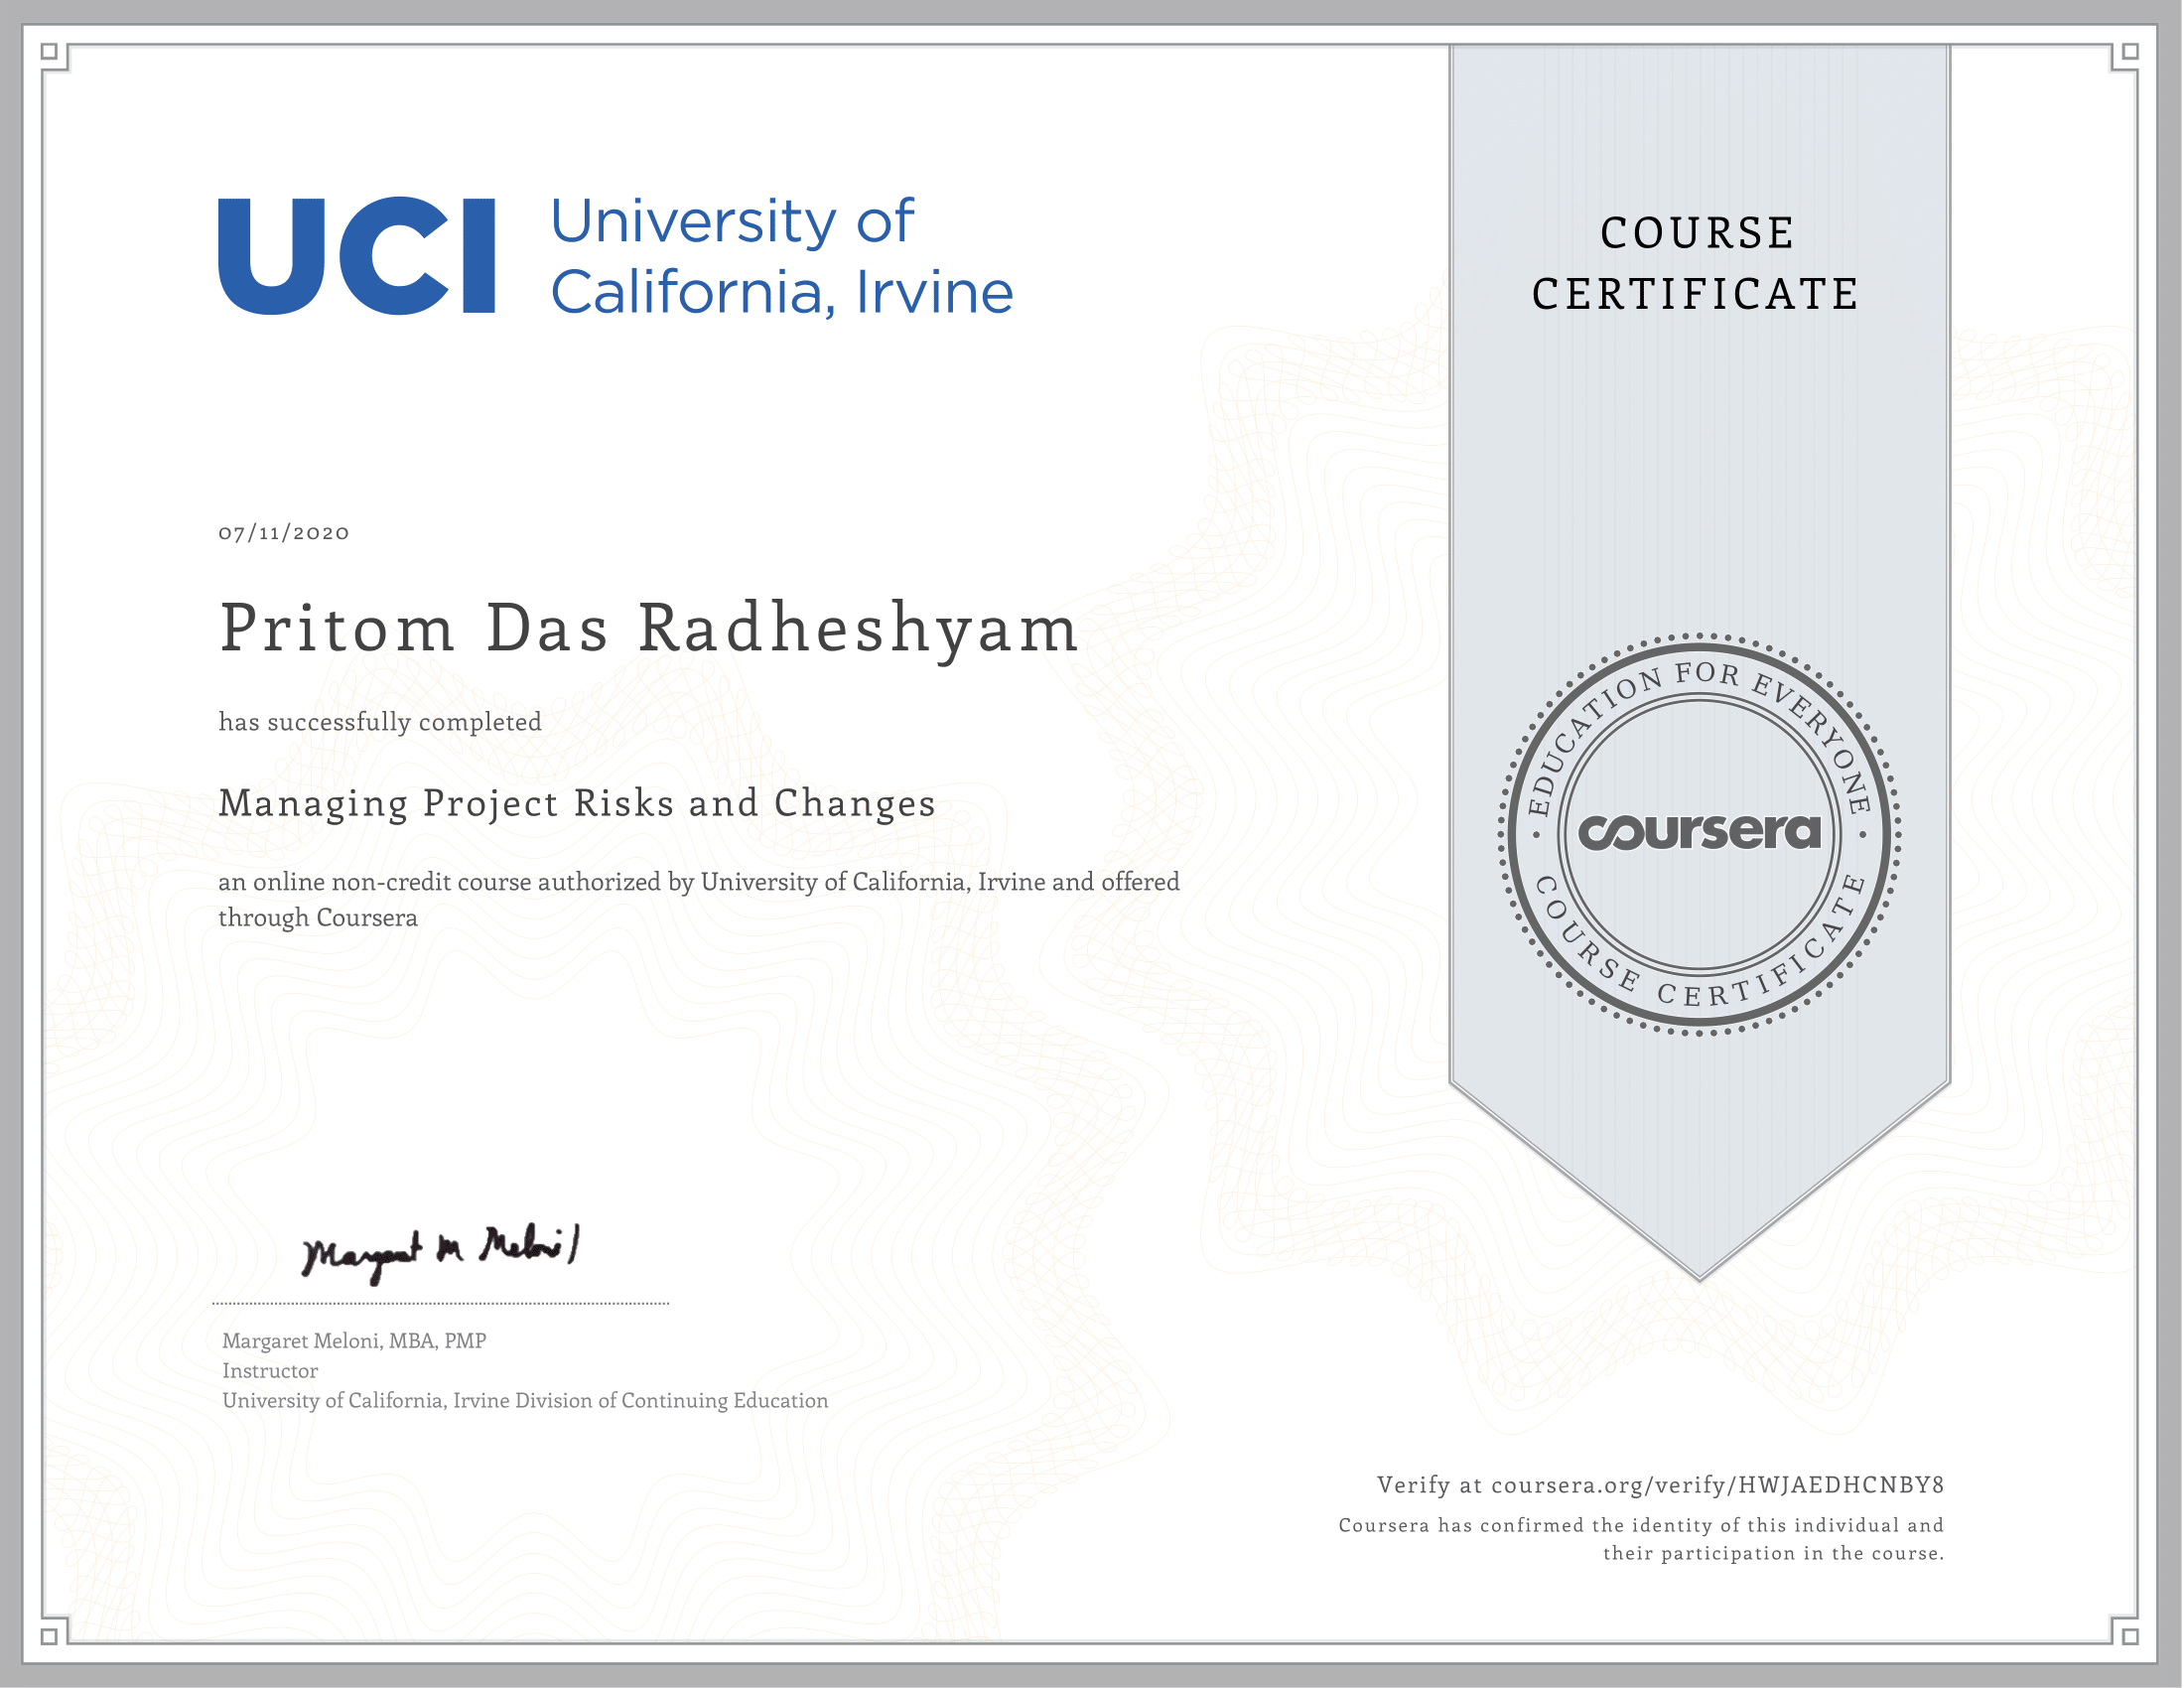 UCI University of
California, Irvine
COURSE
CERTIFICATE
07/11/2020
Pritom Das Radheshyam
has successfully completed
Managing Project Risks and Changes
an online non-credit course authorized by University of California, Irvine and offered
through Coursera
EDUCATION FOR EVERYONE
coursera
COURSE CERTIFICATE
Margaret M Meloni
Margaret Meloni, MBA, PMP
Instructor
University of California, Irvine Division of Continuing Education
Verify at coursera.org/verify/HWJAEDHCNBY8
Coursera has confirmed the identity of this individual and
their participation in the course.